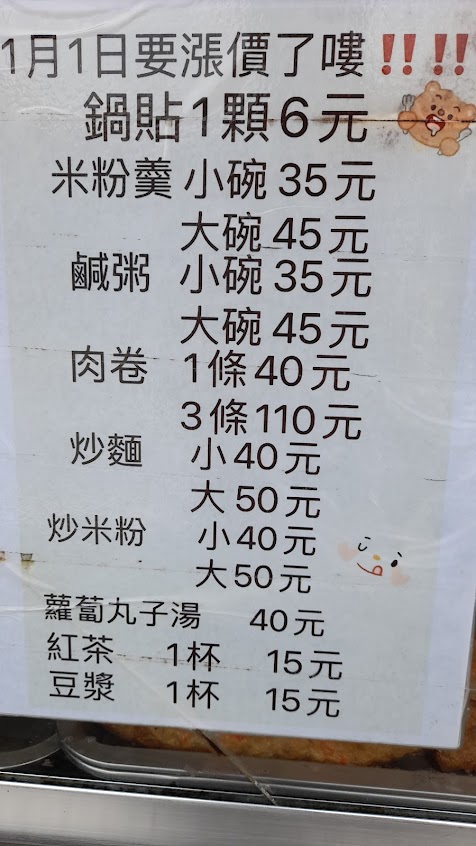 1月1日要漲價了嘍!!!!
鍋貼1顆6元
米粉羹 小碗 35元
大碗 45元
鹹粥 小碗 35元
大碗 45元
肉卷 1條40元
3條110元
炒麵 小40元
大50元
炒米粉 小40元
大50元
蘿蔔丸子湯 40元
紅茶 1杯 15元
豆漿 1杯 15元